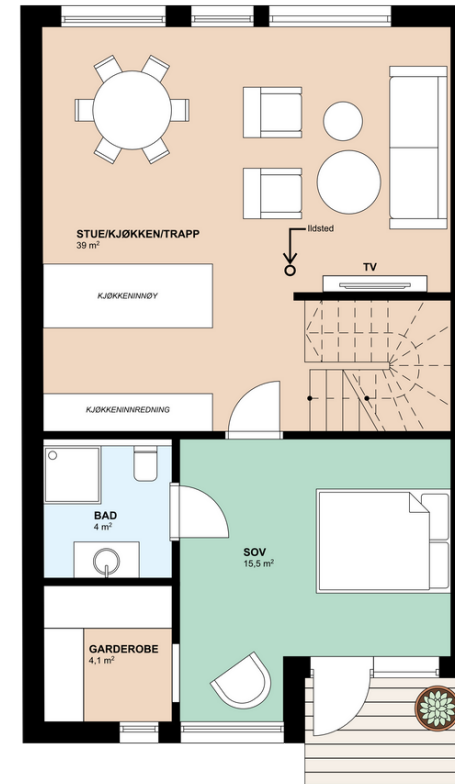 Ildsted
STUE/KJØKKEN/TRAPP
39 m²
TV
KJØKKENINNØY
KJØKKENINNREDNING
BAD
4 m²
SOV
15,5 m²
GARDEROBE
4,1 m²